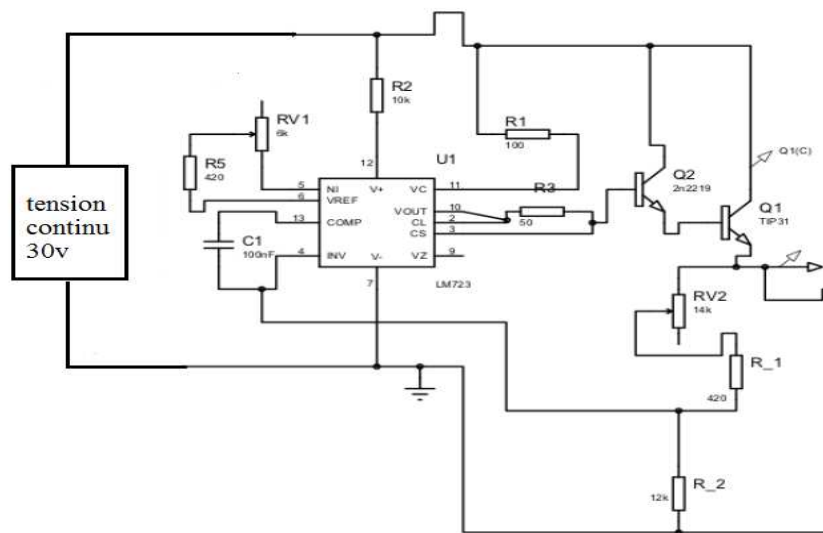 tension
continu
30v
R2
10k
RV1
6k
R5
420
R1
100
U1
12
5
NI
V+
VC
11
6
VREF
VOUT
10
13
COMP
CL
2
CS
3
C1
100nF
4
INV
V-
VZ
9
7
LM723
R3
50
Q2
2n2219
Q1(C)
Q1
TIP31
RV2
14k
R_1
420
R_2
12k